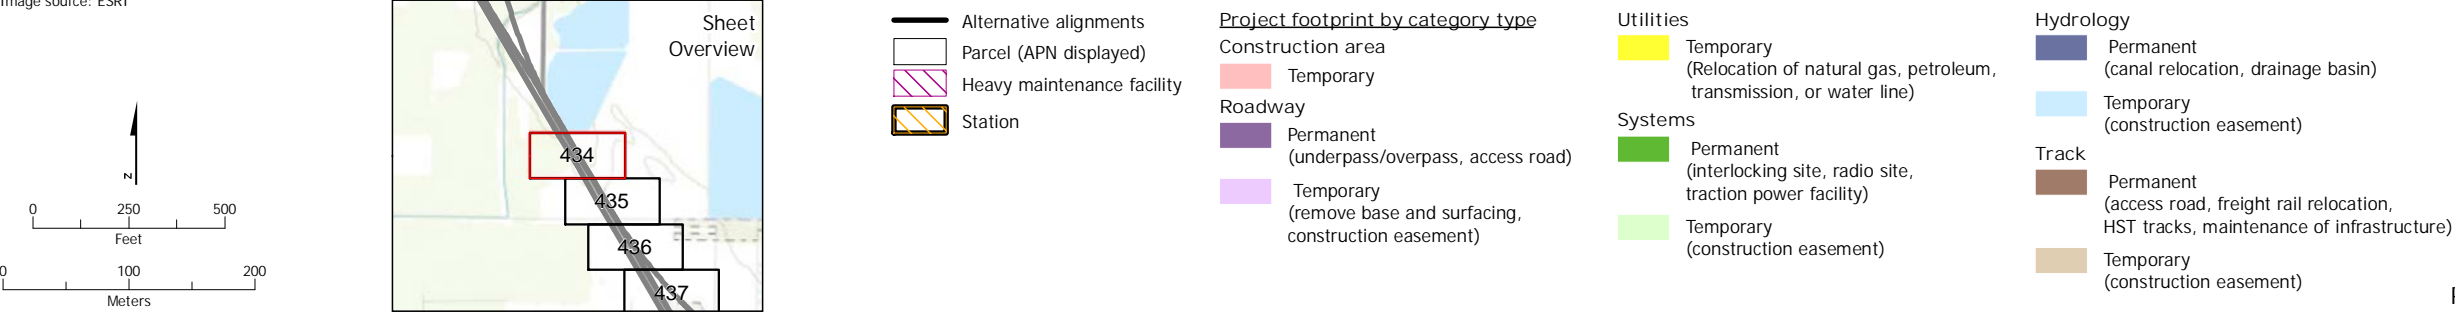 Image source: ESRI
N
0 250 500
Feet
0 100 200
Meters
Sheet
Overview
434
435
436
437
Alternative alignments
Parcel (APN displayed)
Heavy maintenance facility
Station
Project footprint by category type
Construction area
Temporary
Roadway
Permanent
(underpass/overpass, access road)
Temporary
(remove base and surfacing,
construction easement)
Utilities
Temporary
(Relocation of natural gas, petroleum,
transmission, or water line)
Systems
Permanent
(interlocking site, radio site,
traction power facility)
Temporary
(construction easement)
Hydrology
Permanent
(canal relocation, drainage basin)
Temporary
(construction easement)
Track
Permanent
(access road, freight rail relocation,
HST tracks, maintenance of infrastructure)
Temporary
(construction easement)